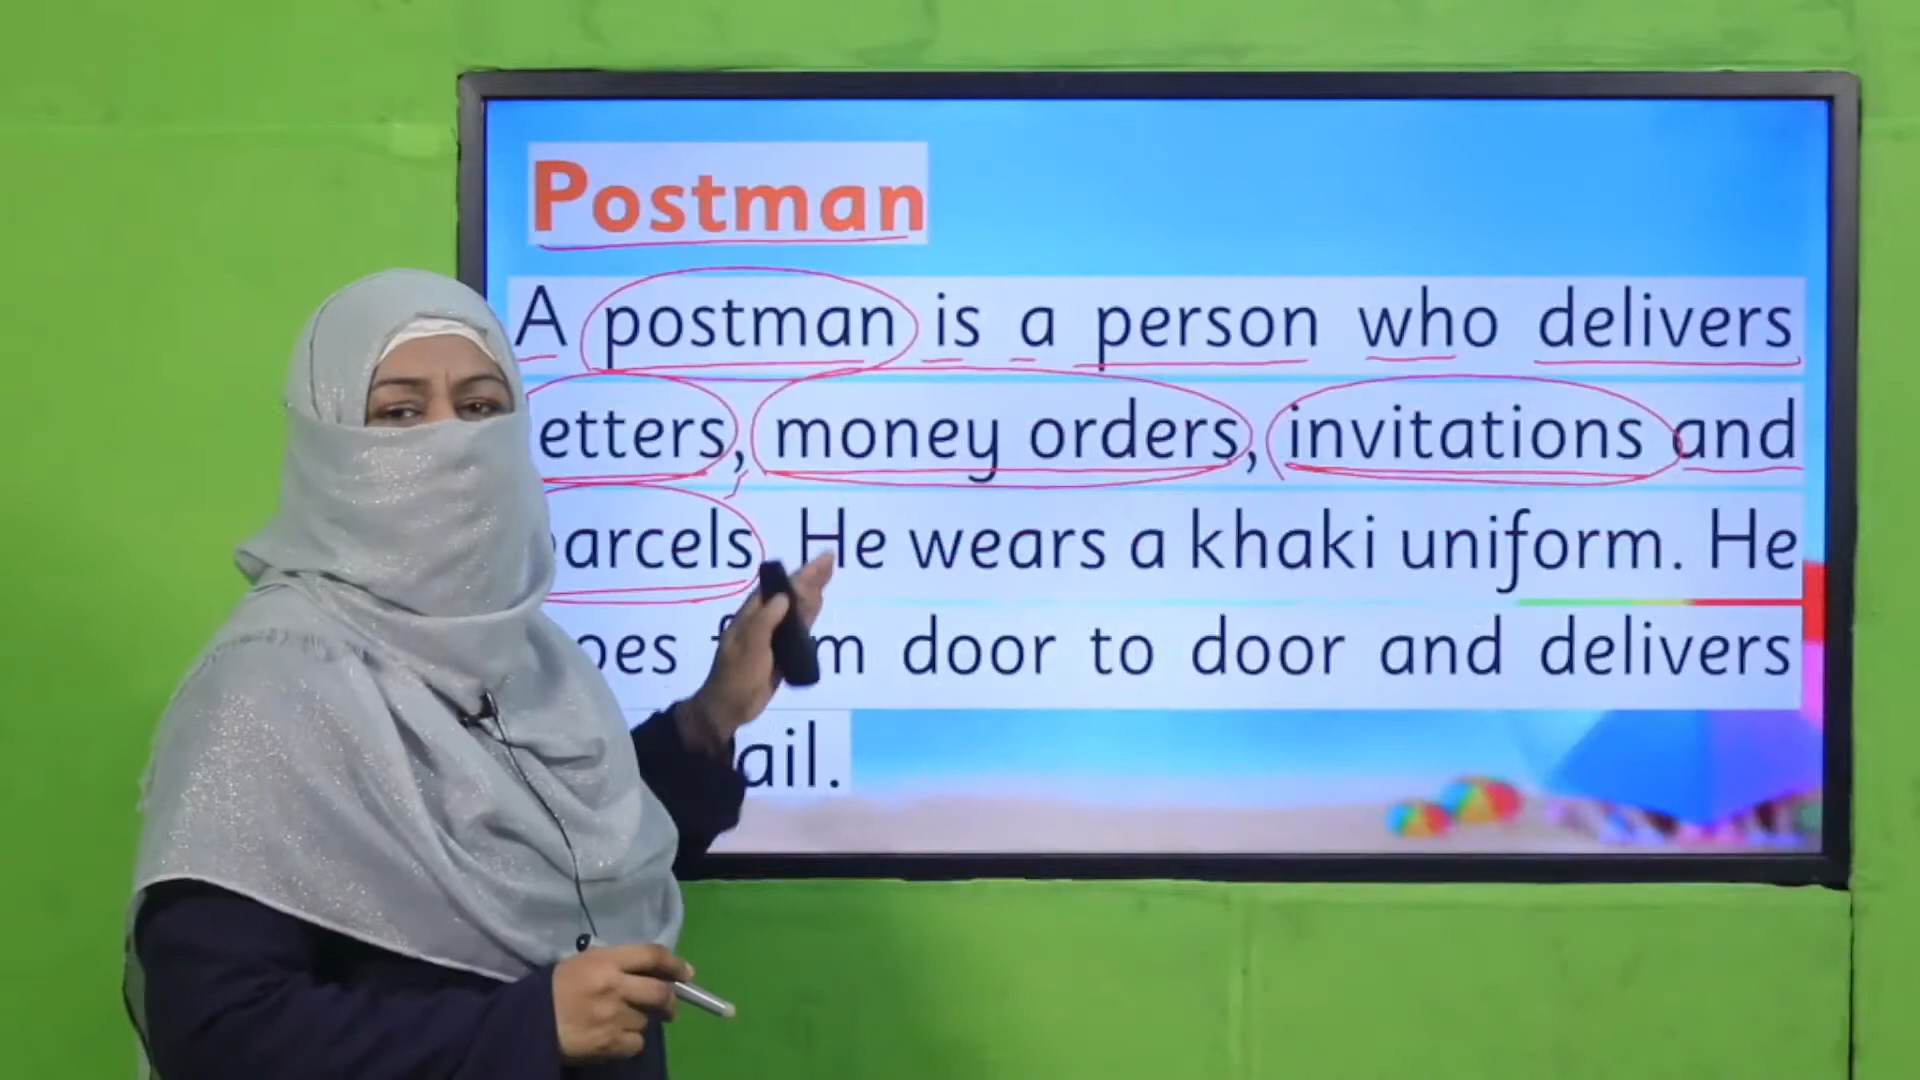 Postman
A postman is a person who delivers
etters, money orders, invitations and
arcels. He wears a khaki uniform. He
oes f m door to door and delivers
ail.